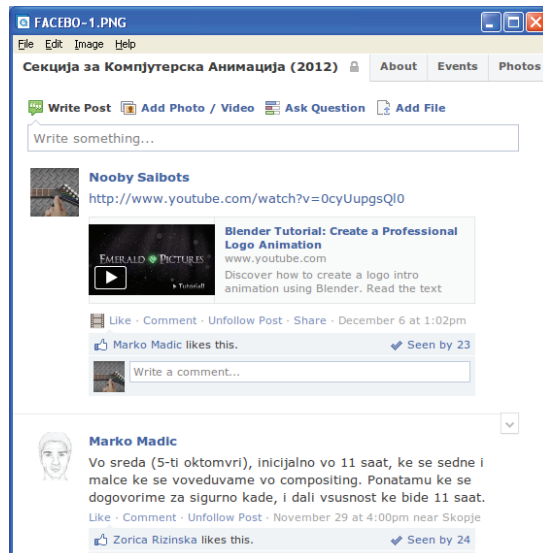 FACEBO~1.PNG
File Edit Image Help
Секција за Компјутерска Анимација (2012) About Events Photos
Write Post Add Photo / Video Ask Question Add File
Write something...
Nooby Saibots
http://www.youtube.com/watch?v=0cyUupgsQl0
EMERALD PICTURES
Tutorial!
Blender Tutorial: Create a Professional
Logo Animation
www.youtube.com
Discover how to create a logo intro
animation using Blender. Read the text
Like · Comment · Unfollow Post · Share · December 6 at 1:02pm
Marko Madic likes this. Seen by 23
Write a comment...
Marko Madic
Vo sreda (5-ti oktomvri), inicijalno vo 11 saat, ke se sedne i
malce ke se voveduvame vo compositing. Ponatamu ke se
dogovorime za sigurno kade, i dali vsusnost ke bide 11 saat.
Like · Comment · Unfollow Post · November 29 at 4:00pm near Skopje
Zorica Rizinska likes this. Seen by 24